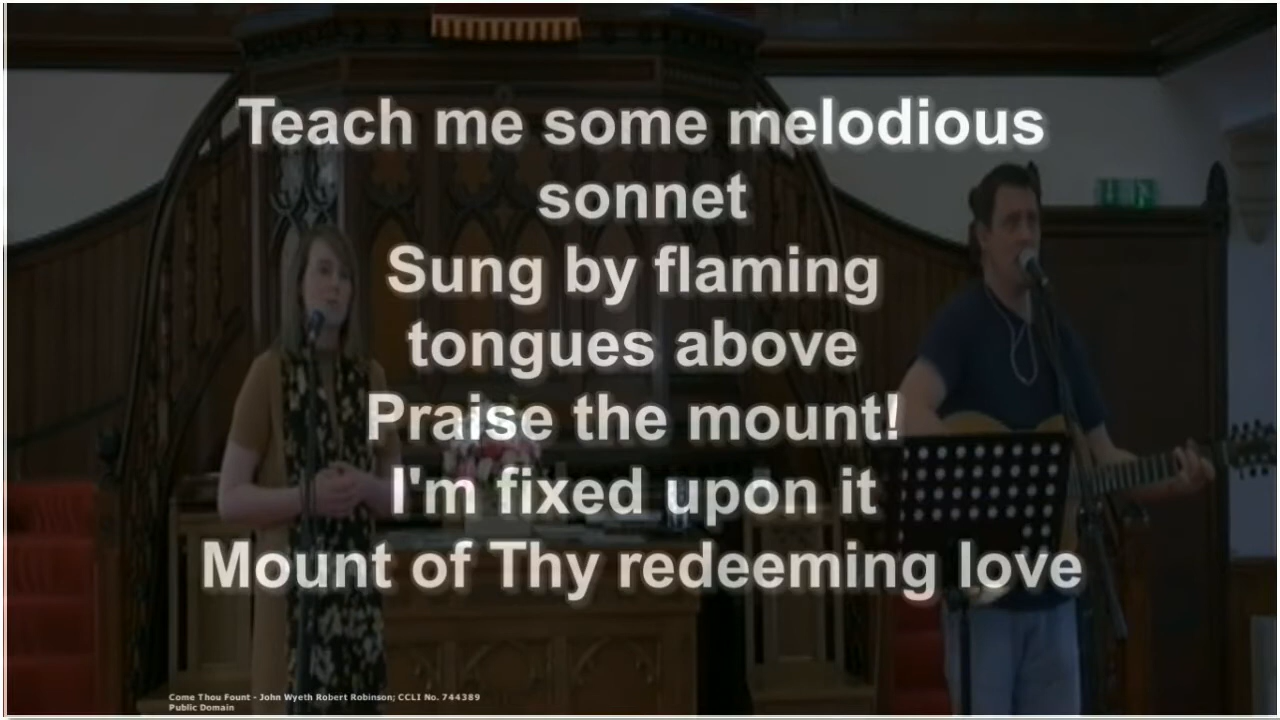 Teach me some melodious
sonnet
Sung by flaming
tongues above
Praise the mount!
I'm fixed upon it
Mount of Thy redeeming love
Come Thou Fount - John Wyeth Robert Robinson; CCLI No. 744389
Public Domain